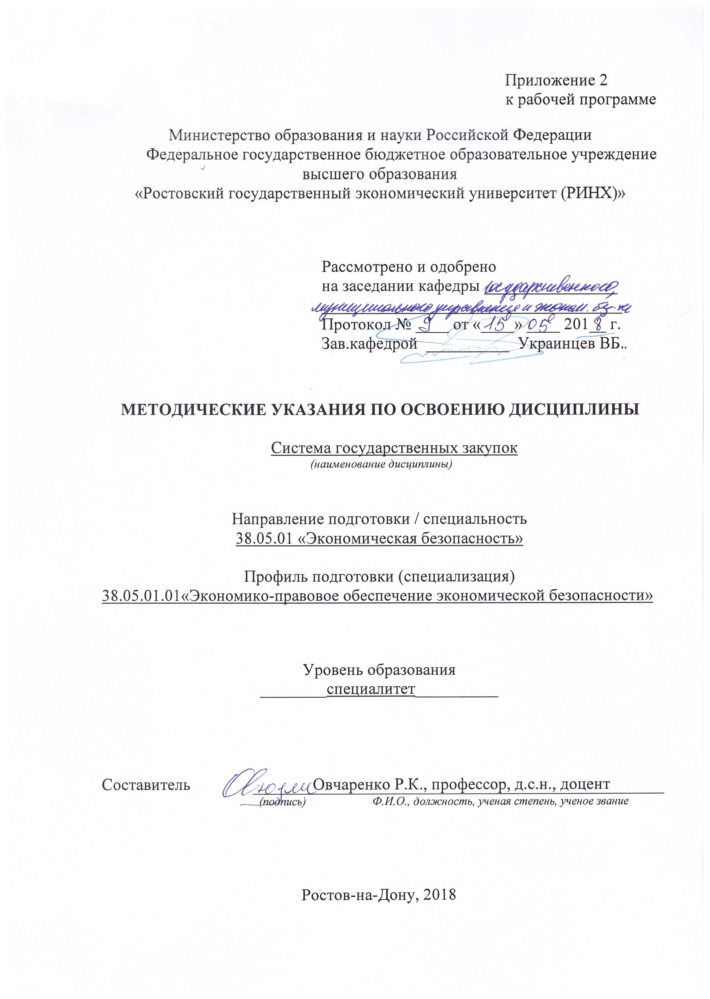 Приложение 2
к рабочей программе
Министерство образования и науки Российской Федерации
Федеральное государственное бюджетное образовательное учреждение
высшего образования
«Ростовский государственный экономический университет (РИНХ)»
Рассмотрено и одобрено
на заседании кафедры государственного,
муниципального управления и эконом. без-ти
Протокол № 9 от «15» 05 2018 г.
Зав.кафедрой Украинцев ВБ..
МЕТОДИЧЕСКИЕ УКАЗАНИЯ ПО ОСВОЕНИЮ ДИСЦИПЛИНЫ
Система государственных закупок
(наименование дисциплины)
Направление подготовки / специальность
38.05.01 «Экономическая безопасность»
Профиль подготовки (специализация)
38.05.01.01«Экономико-правовое обеспечение экономической безопасности»
Уровень образования
специалитет
Составитель Овчаренко Р.К., профессор, д.с.н., доцент
(подпись) Ф.И.О., должность, ученая степень, ученое звание
Ростов-на-Дону, 2018